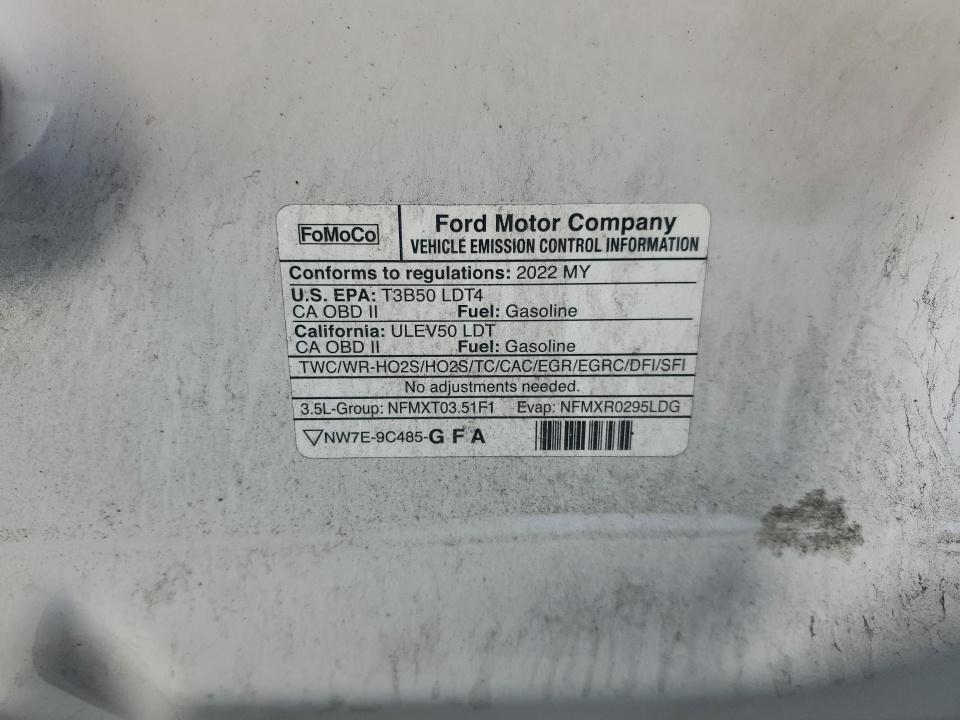 FoMoCo
Ford Motor Company
VEHICLE EMISSION CONTROL INFORMATION
Conforms to regulations: 2022 MY
U.S. EPA: T3B50 LDT4
CA OBD II Fuel: Gasoline
California: ULEV50 LDT
CA OBD II Fuel: Gasoline
TWC/WR-HO2S/HO2S/TC/CAC/EGR/EGRC/DFI/SFI
No adjustments needed.
3.5L-Group: NFMXT03.51F1 Evap: NFMXR0295LDG
NW7E-9C485-G F A